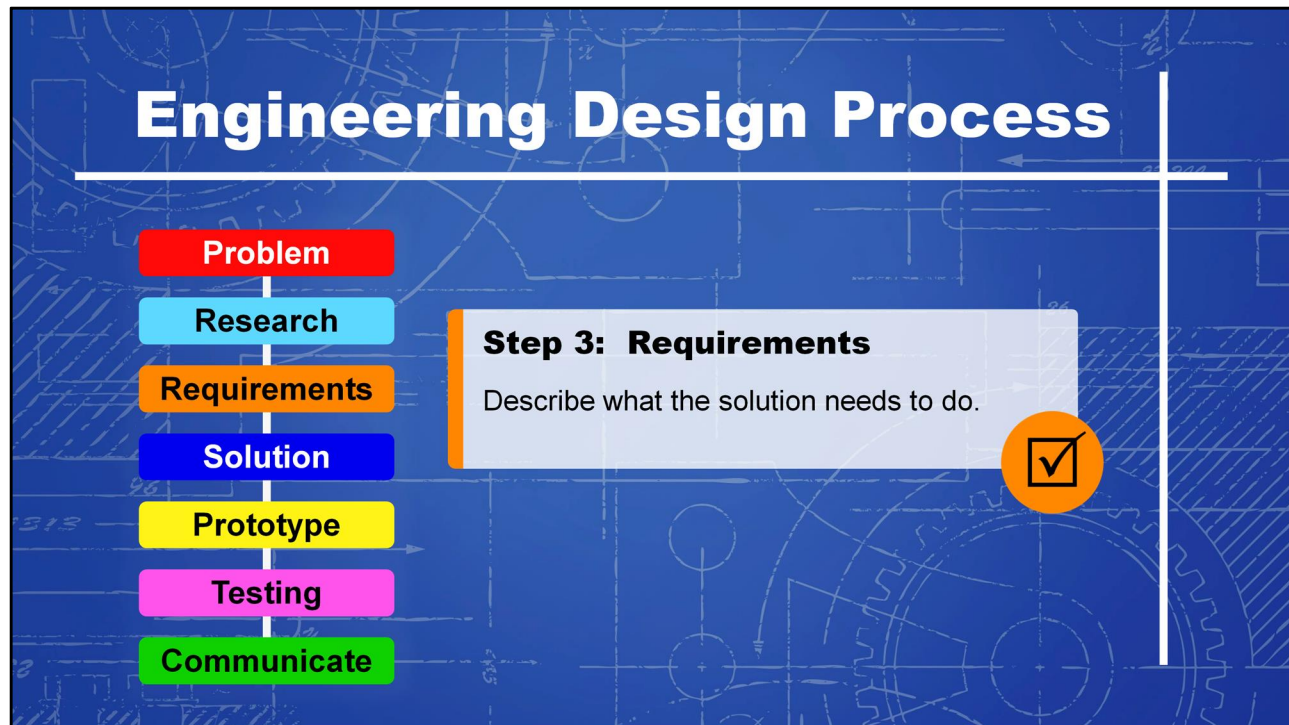 Engineering Design Process
Problem
Research
Requirements
Solution
Prototype
Testing
Communicate
Step 3: Requirements
Describe what the solution needs to do.